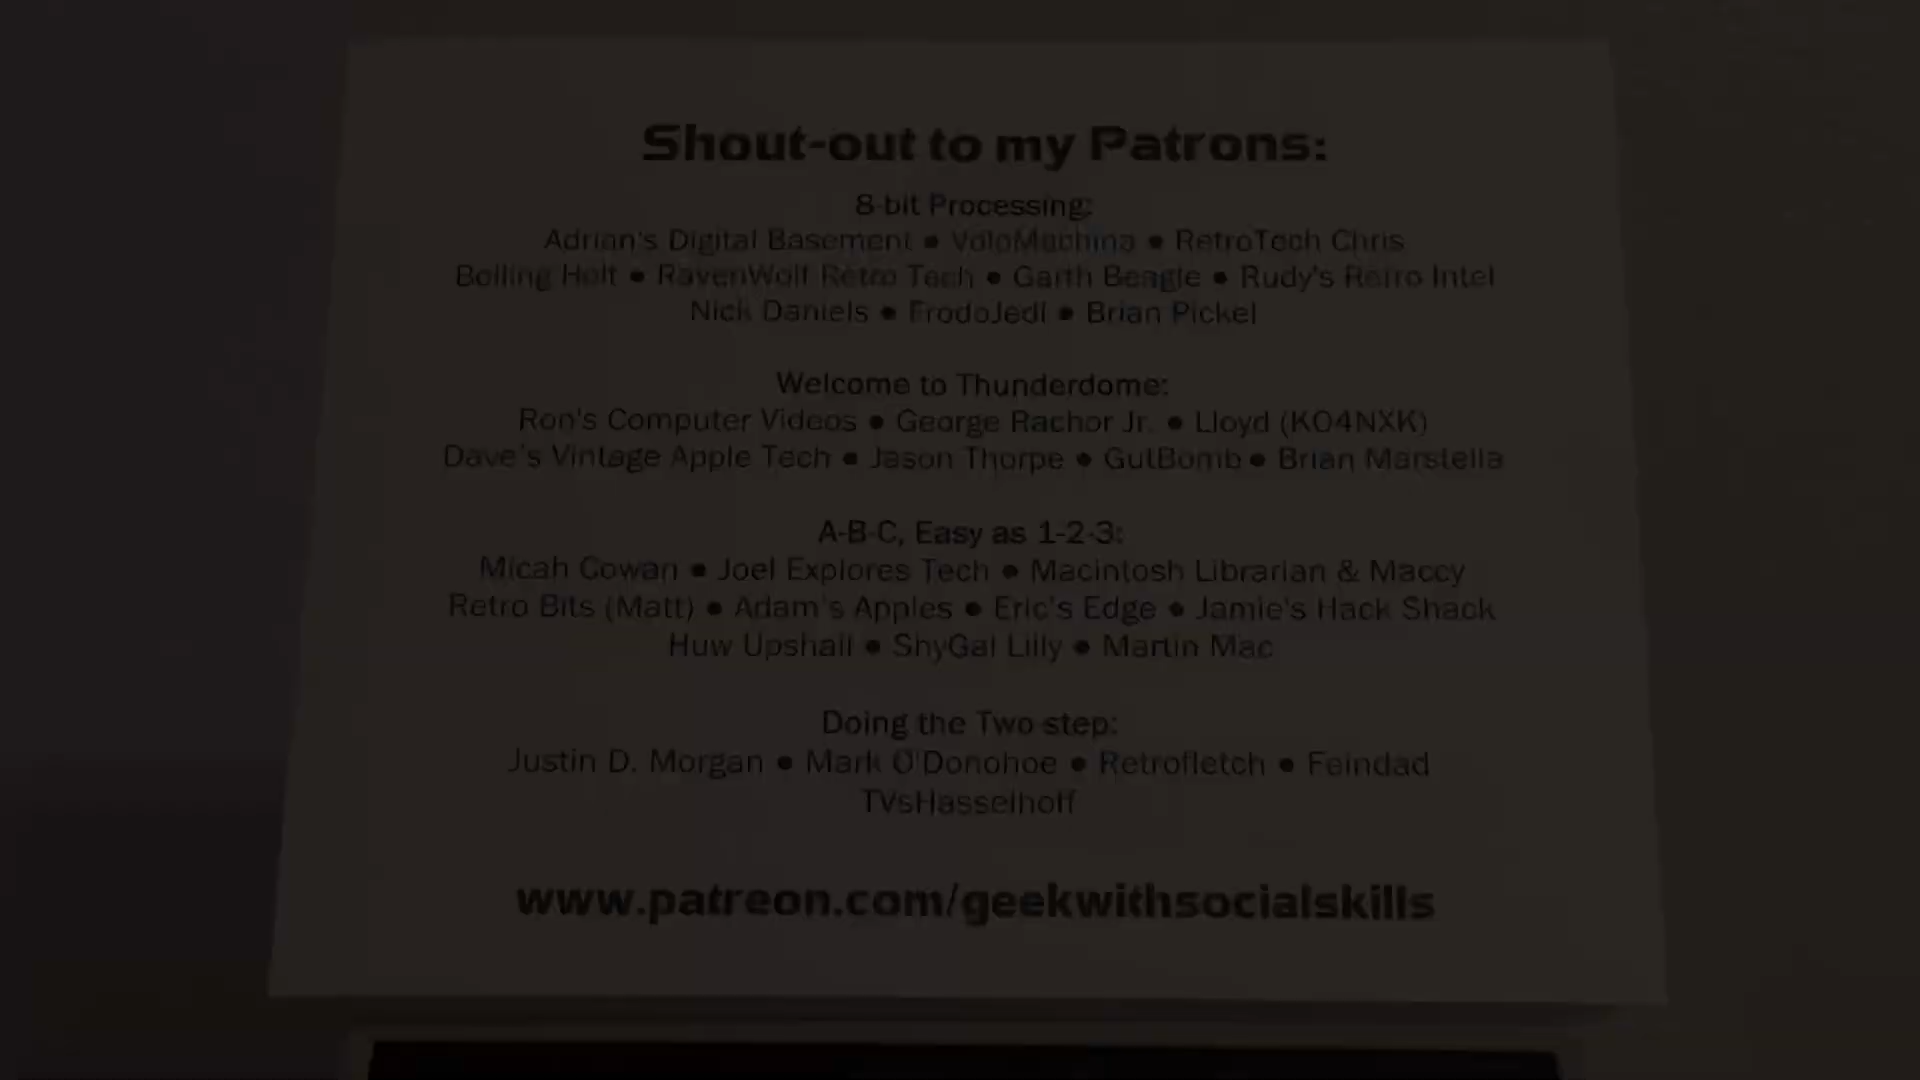 Shout-out to my Patrons:
8-bit Processing:
Adrian's Digital Basement • VoloMachina • RetroTech Chris
Boiling Holt • RavenWolf Retro Tech • Garth Beagle • Rudy's Retro Intel
Nick Daniels • FrodoJedi • Brian Pickel
Welcome to Thunderdome:
Ron's Computer Videos • George Rachor Jr. • Lloyd (KO4NXK)
Dave's Vintage Apple Tech • Jason Thorpe • GutBomb • Brian Marstella
A-B-C, Easy as 1-2-3:
Micah Cowan • Joel Explores Tech • Macintosh Librarian & Maccy
Retro Bits (Matt) • Adam's Apples • Eric's Edge • Jamie's Hack Shack
Huw Upshall • ShyGal Lilly • Martin Mac
Doing the Two step:
Justin D. Morgan • Mark O'Donohoe • Retrofletch • Feindad
TVsHasselhoff
www.patreon.com/geekwithsocialskills